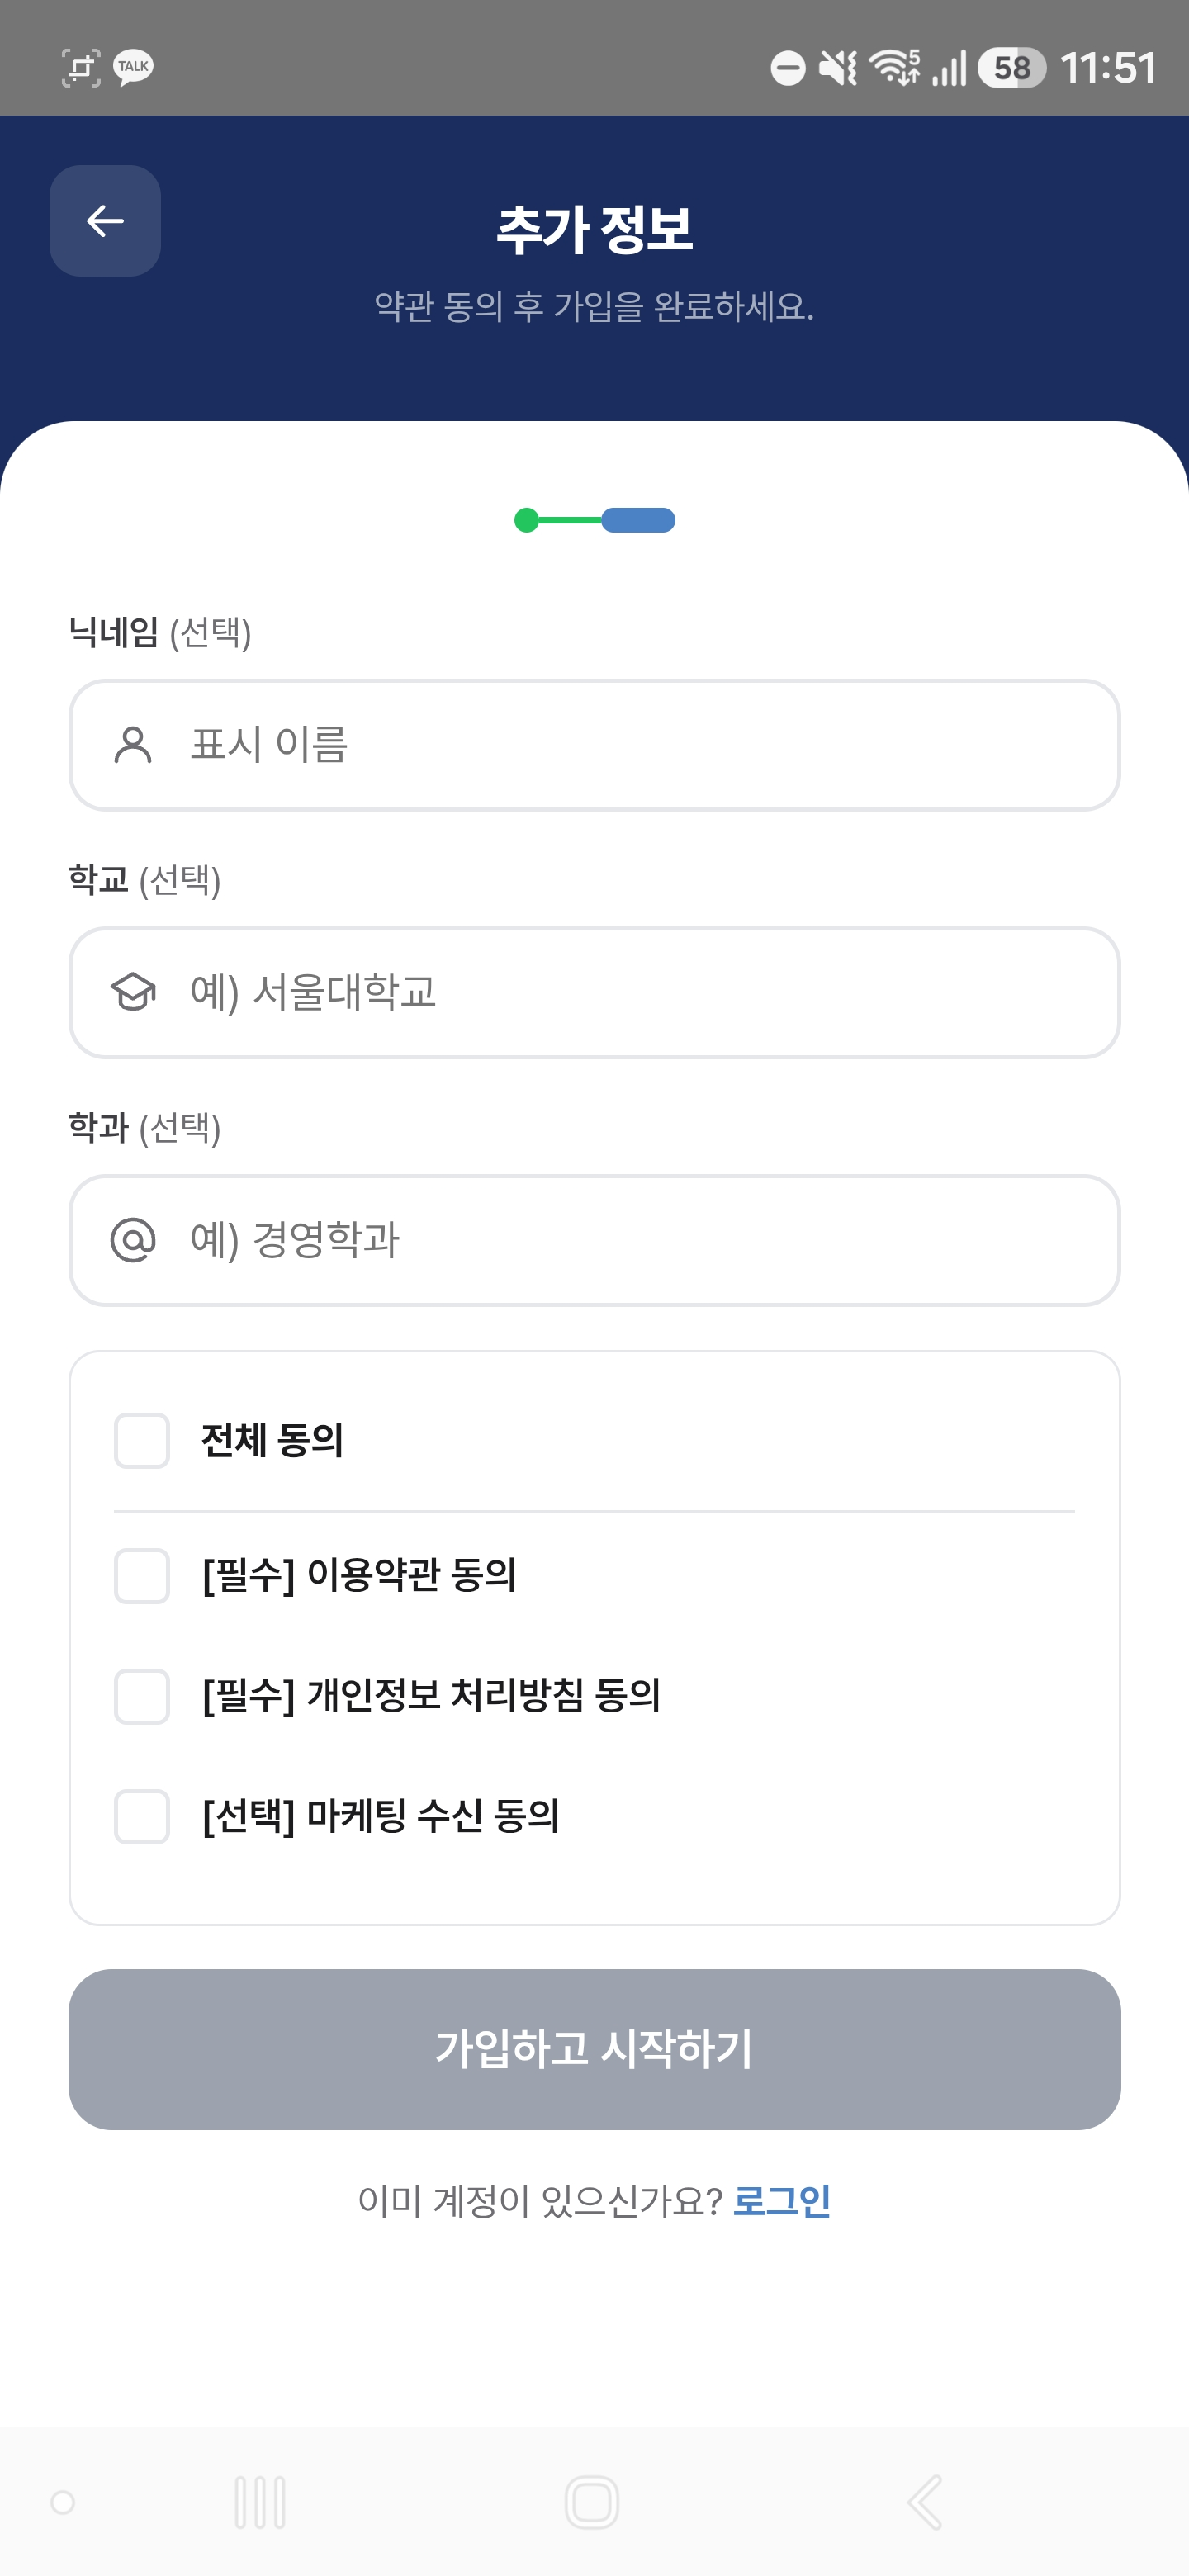 TALK 5 58 11:51
추가 정보
약관 동의 후 가입을 완료하세요.
닉네임 (선택)
표시 이름
학교 (선택)
예) 서울대학교
학과 (선택)
예) 경영학과
전체 동의
[필수] 이용약관 동의
[필수] 개인정보 처리방침 동의
[선택] 마케팅 수신 동의
가입하고 시작하기
이미 계정이 있으신가요? 로그인